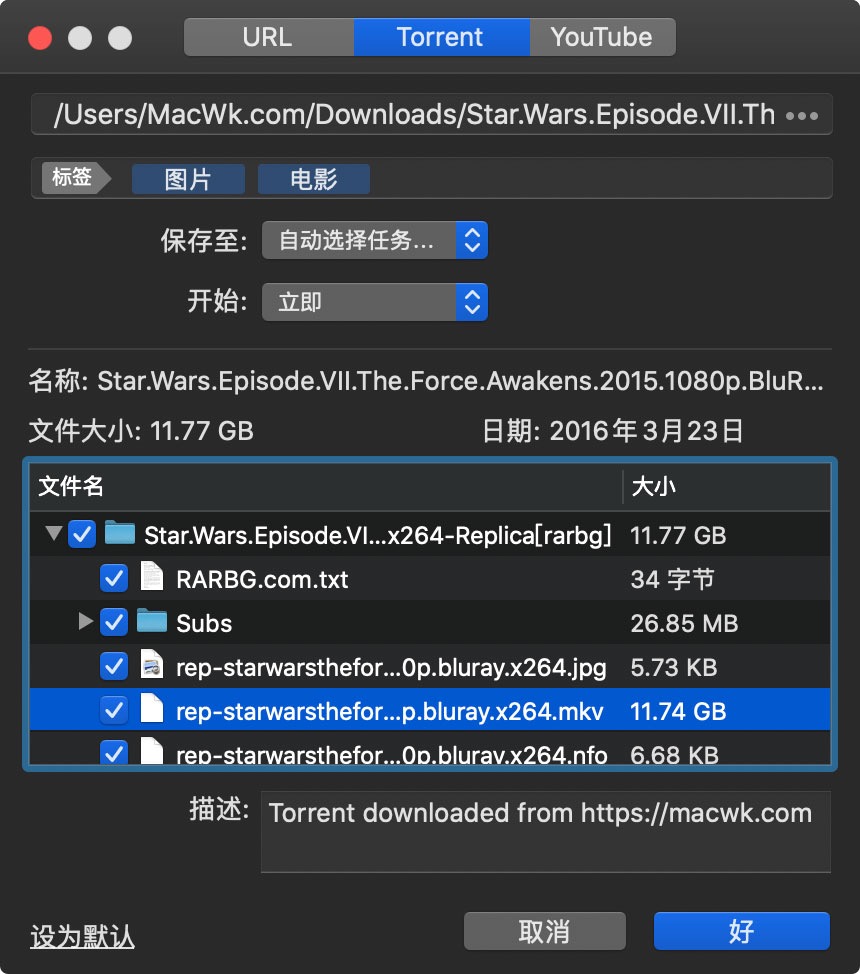 URL Torrent YouTube
/Users/MacWk.com/Downloads/Star.Wars.Episode.VII.Th •••
标签 图片 电影
保存至: 自动选择任务...
开始: 立即
名称: Star.Wars.Episode.VII.The.Force.Awakens.2015.1080p.BluR...
文件大小: 11.77 GB 日期: 2016年3月23日
文件名 大小
Star.Wars.Episode.VI...x264-Replica[rarbg] 11.77 GB
RARBG.com.txt 34 字节
Subs 26.85 MB
rep-starwarsthefor...0p.bluray.x264.jpg 5.73 KB
rep-starwarsthefor...p.bluray.x264.mkv 11.74 GB
rep-starwarsthefor...0p.bluray.x264.nfo 6.68 KB
描述: Torrent downloaded from https://macwk.com
设为默认 取消 好